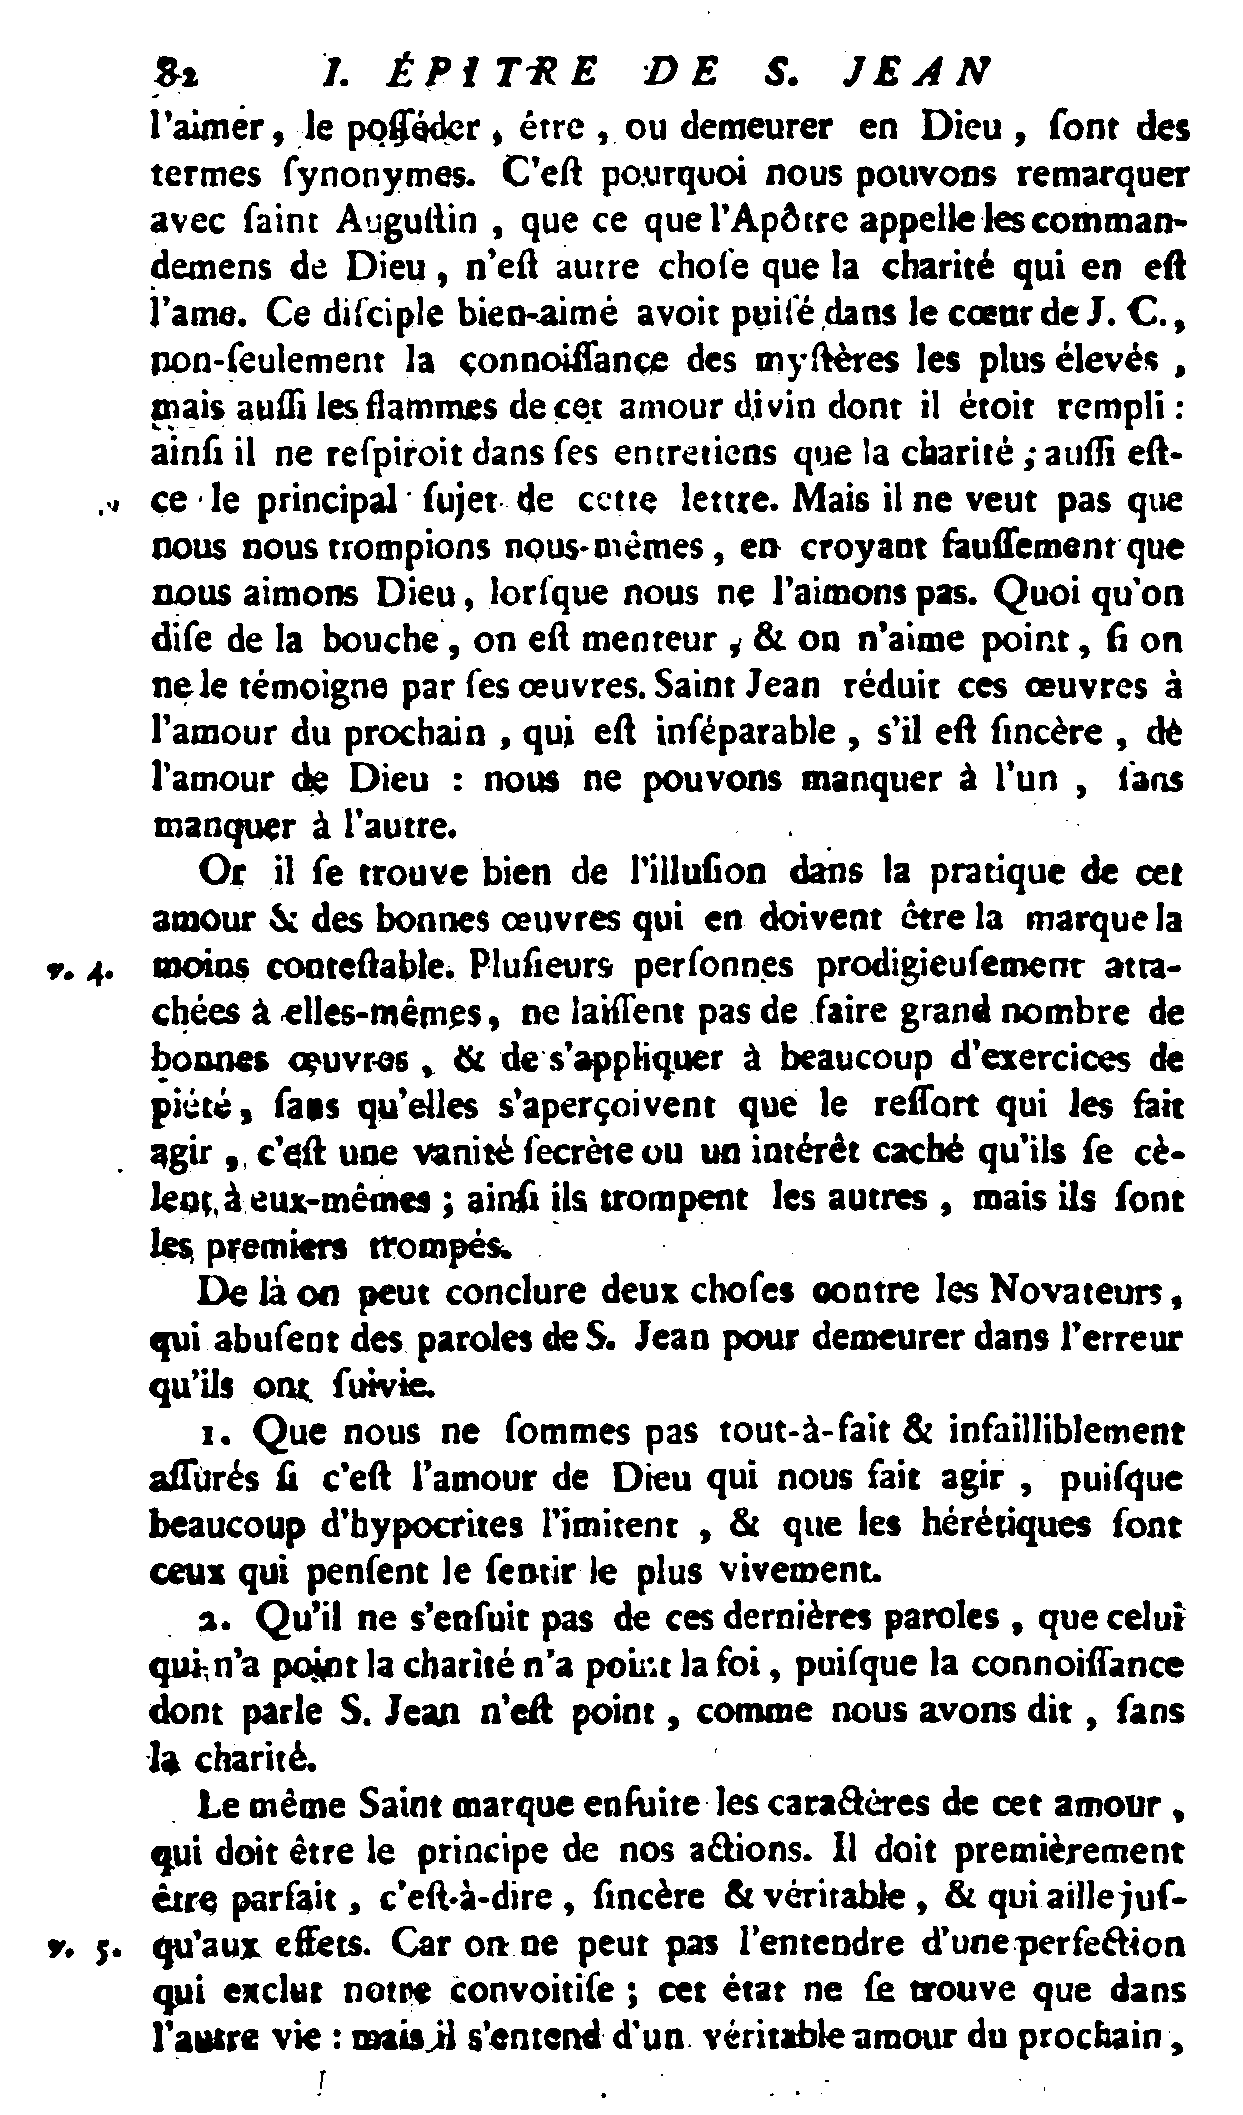 82 I. ÉPITRE DE S. JEAN
l'aimer, le poſſéder, être, ou demeurer en Dieu, ſont des
termes ſynonymes. C'eſt pourquoi nous pouvons remarquer
avec ſaint Auguſtin, que ce que l'Apôtre appelle les comman-
demens de Dieu, n'eſt autre choſe que la charité qui en eſt
l'ame. Ce diſciple bien-aimé avoit puiſé dans le cœur de J. C.,
non-ſeulement la connoiſſance des myſtères les plus élevés,
mais auſſi les flammes de cet amour divin dont il étoit rempli :
ainſi il ne reſpiroit dans ſes entretiens que la charité ; auſſi eſt-
ce le principal ſujet de cette lettre. Mais il ne veut pas que
nous nous trompions nous-mêmes, en croyant fauſſement que
nous aimons Dieu, lorſque nous ne l'aimons pas. Quoi qu'on
diſe de la bouche, on eſt menteur, & on n'aime point, ſi on
ne le témoigne par ſes œuvres. Saint Jean réduit ces œuvres à
l'amour du prochain, qui eſt inſéparable, s'il eſt ſincère, de
l'amour de Dieu : nous ne pouvons manquer à l'un, ſans
manquer à l'autre.
Or il ſe trouve bien de l'illuſion dans la pratique de cet
amour & des bonnes œuvres qui en doivent être la marque la
v. 4. moins conteſtable. Pluſieurs perſonnes prodigieuſement atta-
chées à elles-mêmes, ne laiſſent pas de faire grand nombre de
bonnes œuvres, & de s'appliquer à beaucoup d'exercices de
piété, ſans qu'elles s'aperçoivent que le reſſort qui les fait
agir, c'eſt une vanité ſecrète ou un intérêt caché qu'ils ſe cè-
lent à eux-mêmes ; ainſi ils trompent les autres, mais ils ſont
les premiers trompés.
De là on peut conclure deux choſes contre les Novateurs,
qui abuſent des paroles de S. Jean pour demeurer dans l'erreur
qu'ils ont ſuivie.
1. Que nous ne ſommes pas tout-à-fait & infailliblement
aſſurés ſi c'eſt l'amour de Dieu qui nous fait agir, puiſque
beaucoup d'hypocrites l'imitent, & que les hérétiques ſont
ceux qui penſent le ſentir le plus vivement.
2. Qu'il ne s'enſuit pas de ces dernières paroles, que celui
qui n'a point la charité n'a point la foi, puiſque la connoiſſance
dont parle S. Jean n'eſt point, comme nous avons dit, ſans
la charité.
Le même Saint marque enſuite les caractères de cet amour,
qui doit être le principe de nos actions. Il doit premièrement
être parfait, c'eſt-à-dire, ſincère & véritable, & qui aille juſ-
v. 5. qu'aux effets. Car on ne peut pas l'entendre d'une perfection
qui exclut notre convoitiſe ; cet état ne ſe trouve que dans
l'autre vie : mais il s'entend d'un véritable amour du prochain,